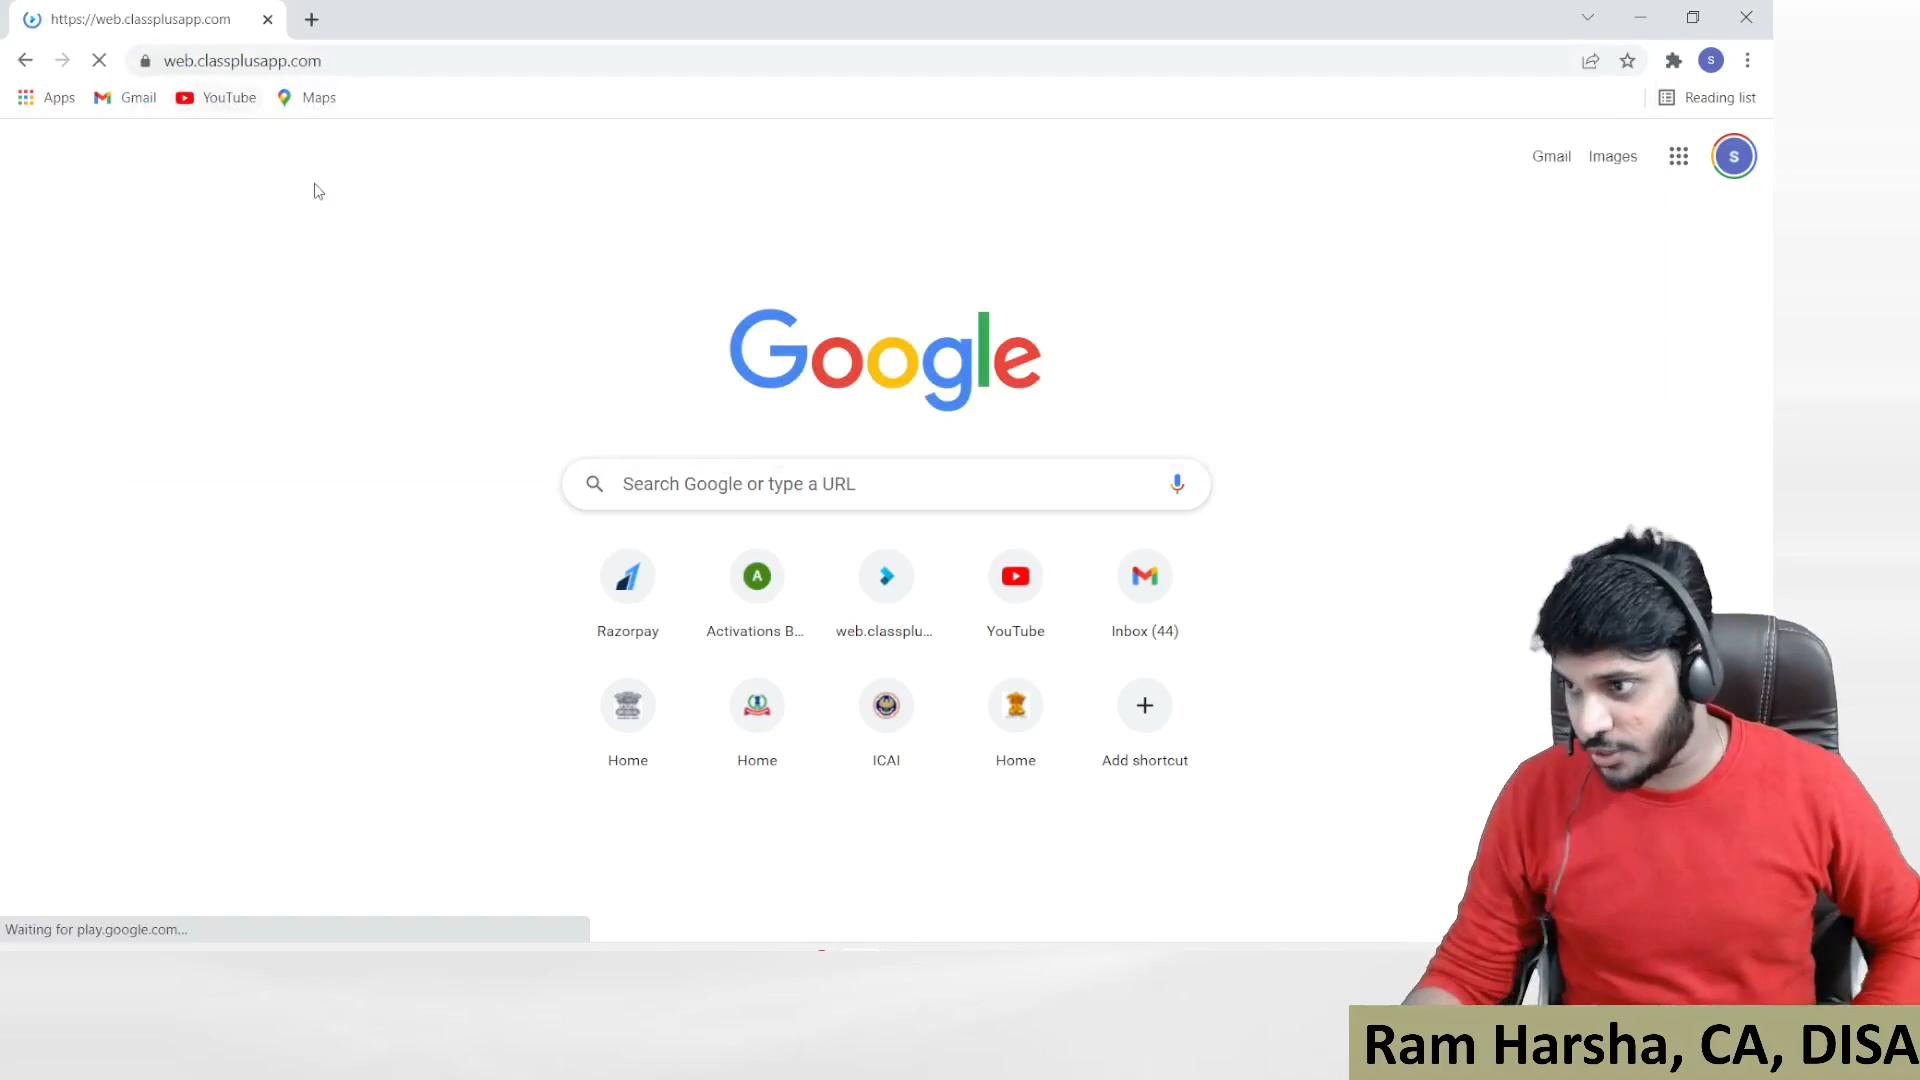 https://web.classplusapp.com
web.classplusapp.com
Apps Gmail YouTube Maps Reading list
Gmail Images S
Google
Search Google or type a URL
Razorpay Activations B... web.classplu... YouTube Inbox (44)
Home Home ICAI Home Add shortcut
Waiting for play.google.com...
Ram Harsha, CA, DISA